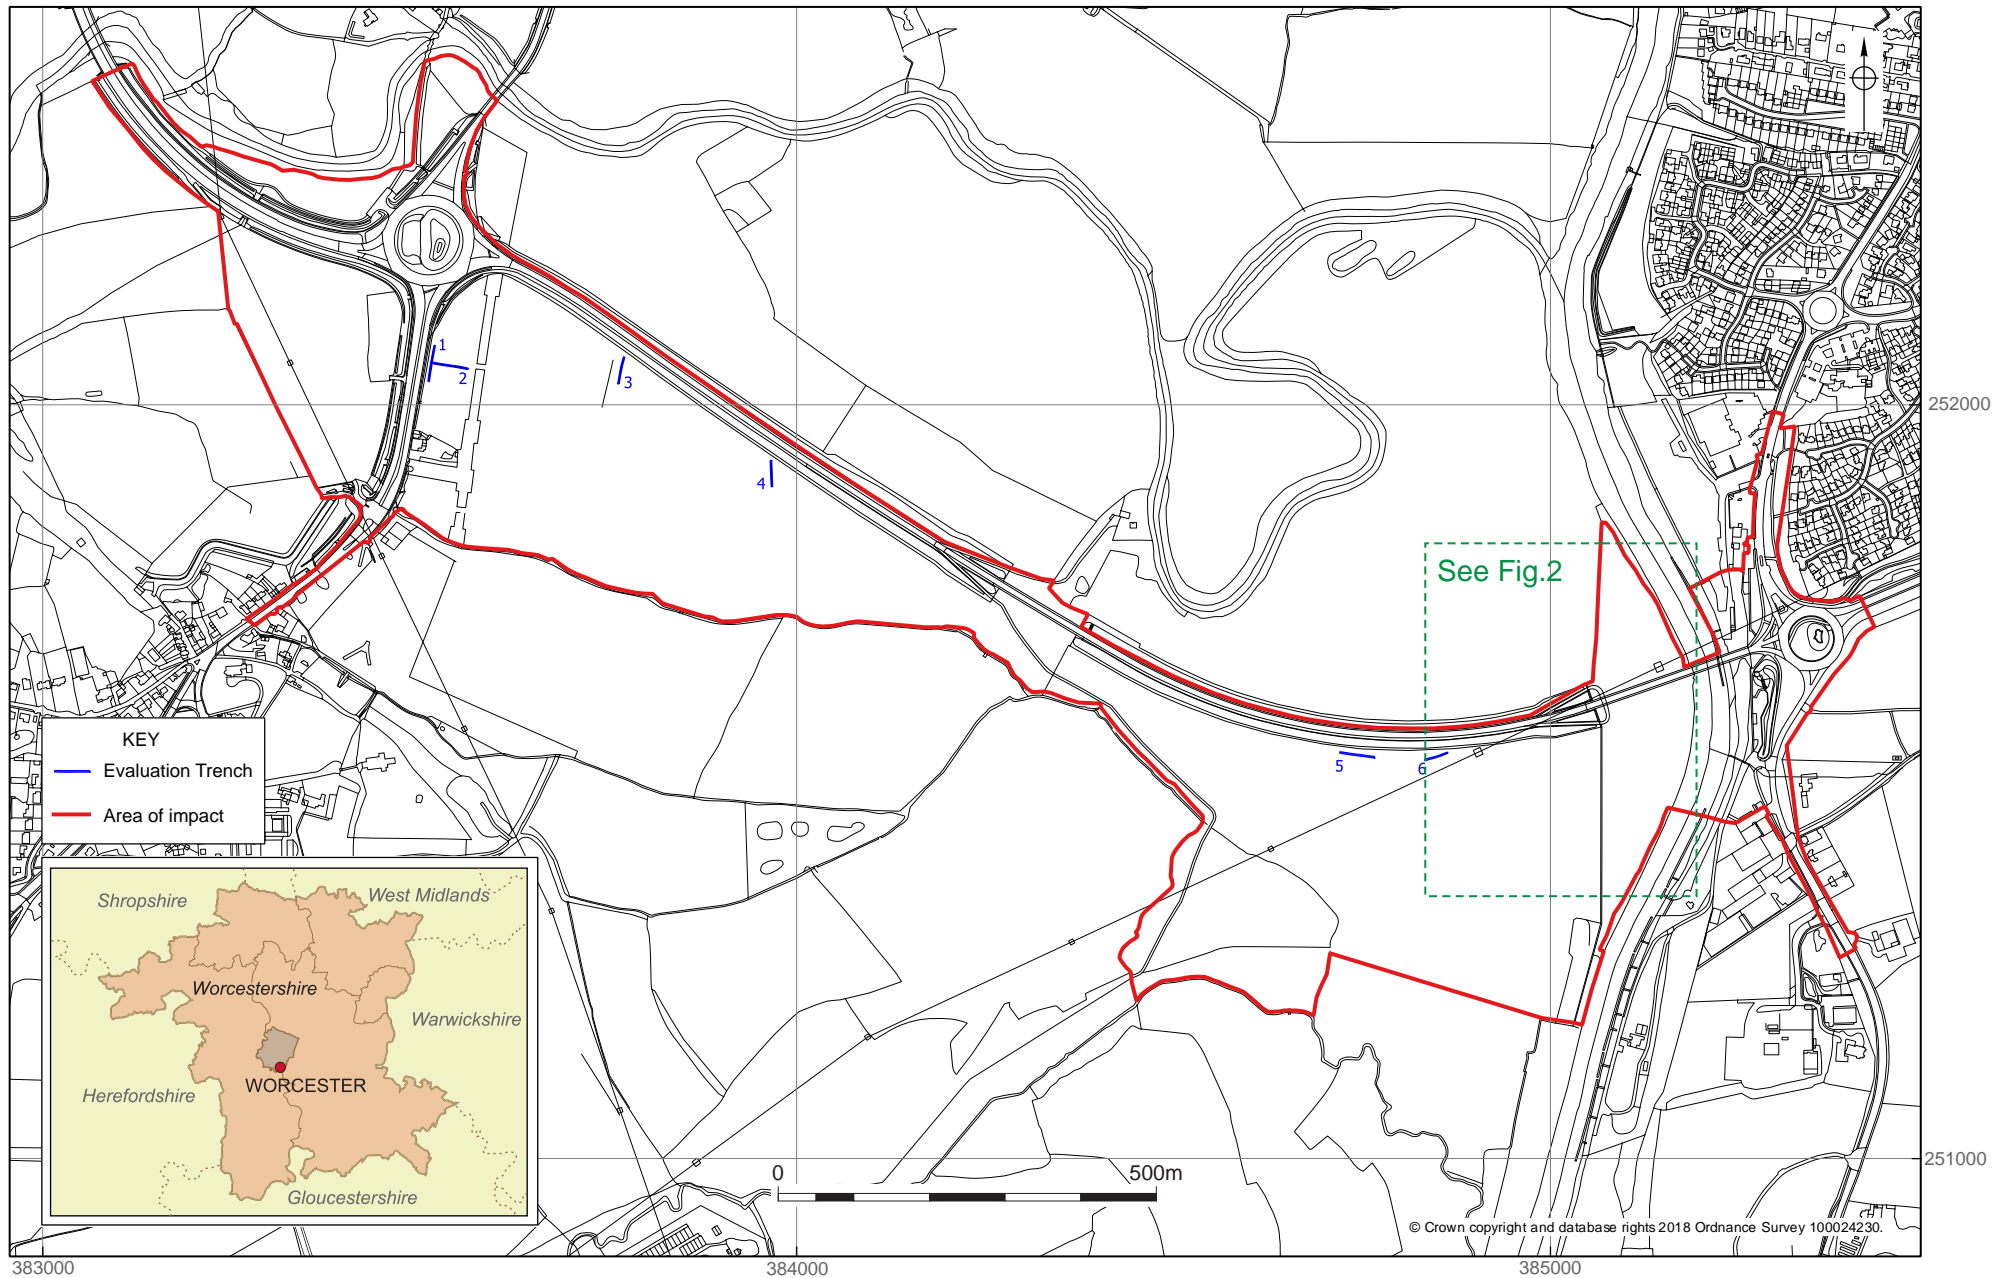 1
2
3
252000
4
See Fig.2
KEY
Evaluation Trench
Area of impact
5
6
Shropshire
West Midlands
Worcestershire
Warwickshire
WORCESTER
Herefordshire
Gloucestershire
0
500m
251000
© Crown copyright and database rights 2018 Ordnance Survey 100024230.
383000
384000
385000